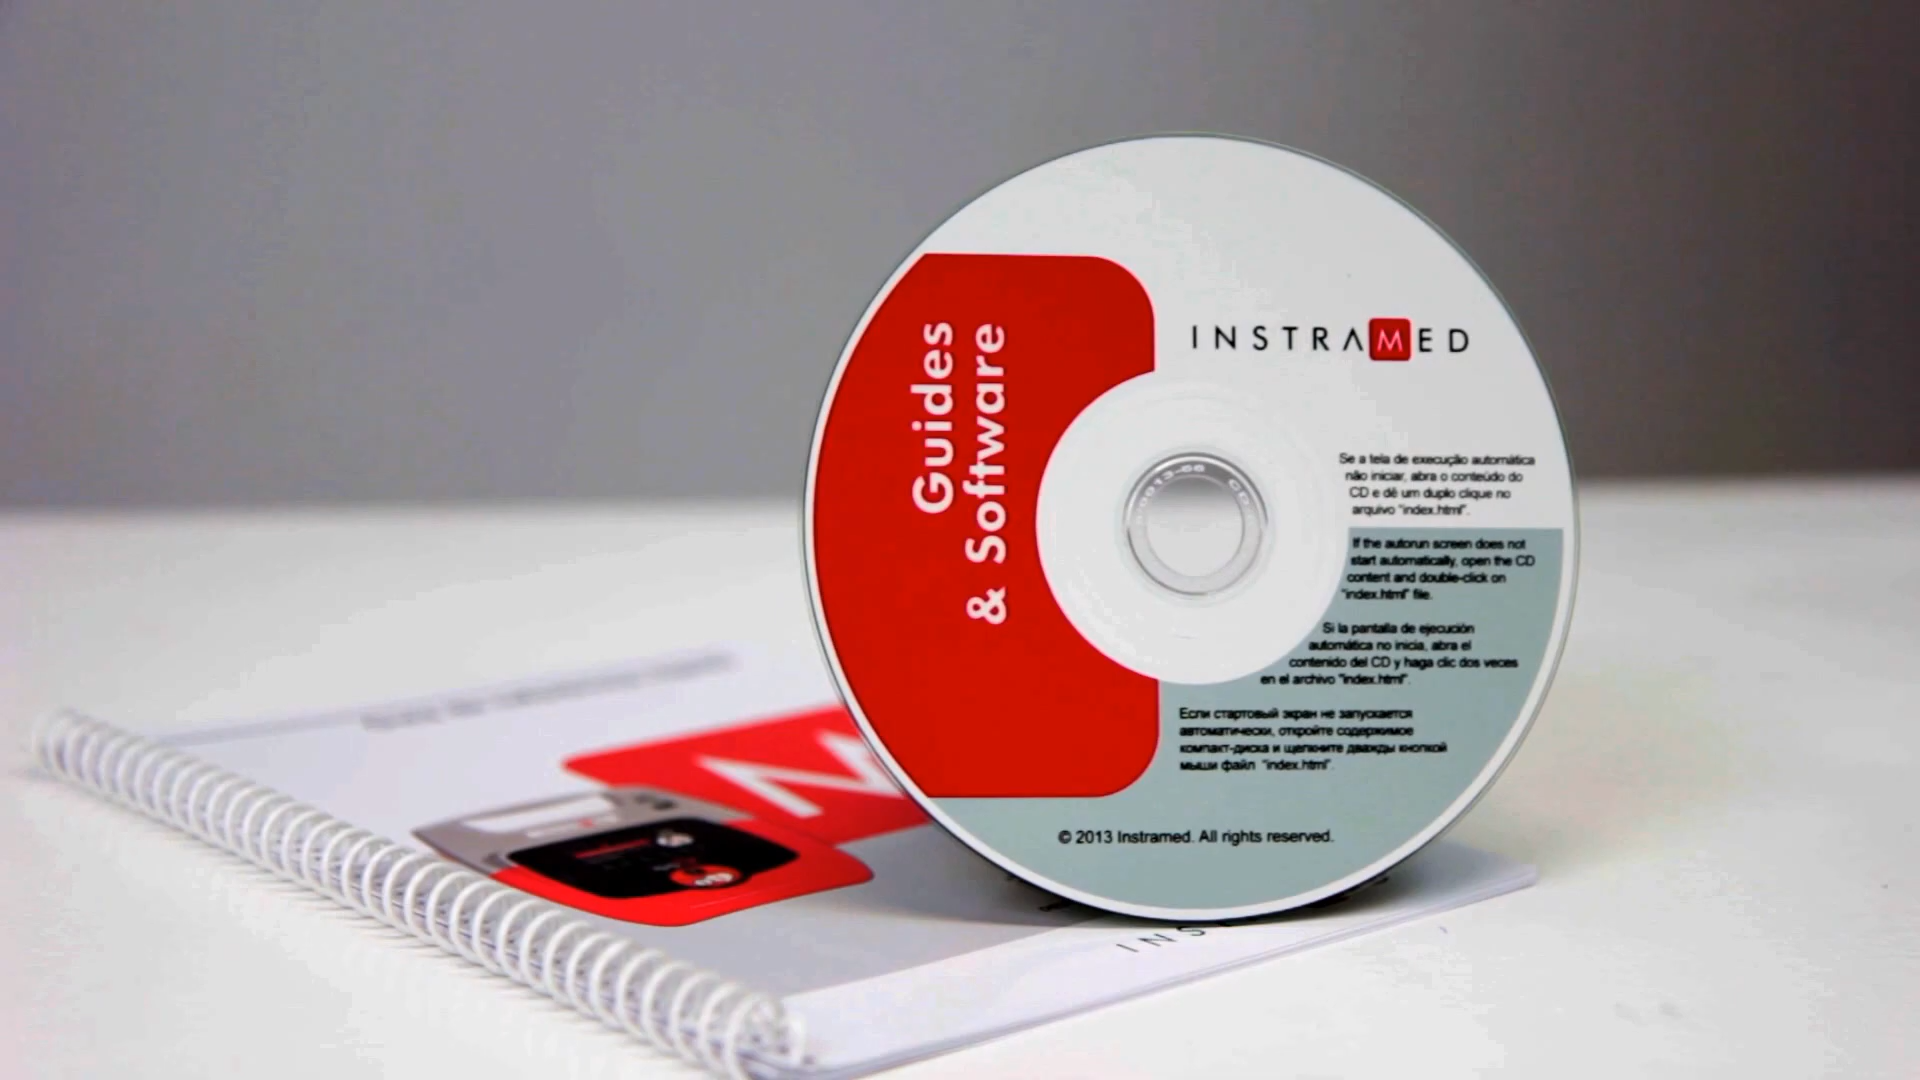 Guides
& Software
INSTRAMED
Se a tela de execução automática
não iniciar, abra o conteúdo do
CD e dê um duplo clique no
arquivo "index.html".
If the autorun screen does not
start automatically, open the CD
content and double-click on
"index.html" file.
Si la pantalla de ejecución
automática no inicia, abra el
contenido del CD y haga clic dos veces
en el archivo "index.html".
Если стартовый экран не запускается
автоматически, откройте содержимое
компакт-диска и щелкните дважды кнопкой
мыши файл "index.html".
© 2013 Instramed. All rights reserved.
M
INS